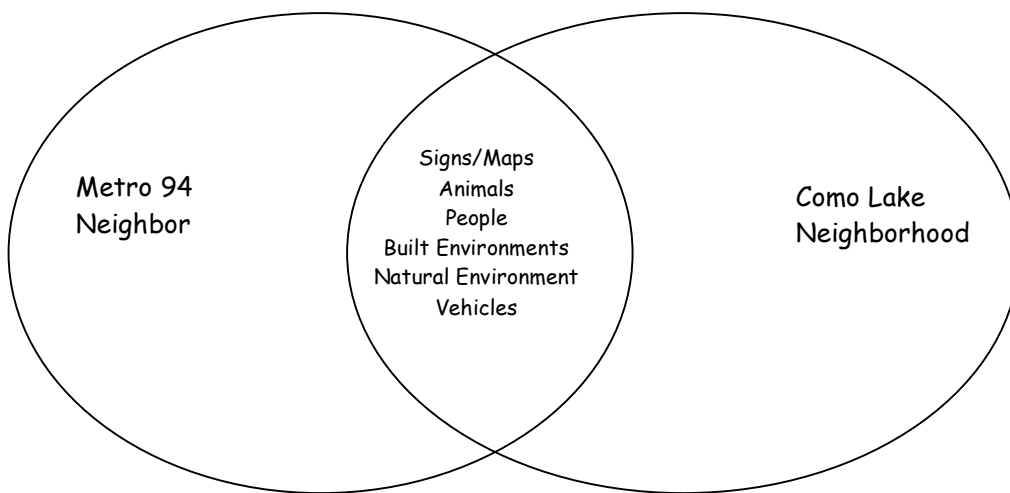 Metro 94
Neighbor
Signs/Maps
Animals
People
Built Environments
Natural Environment
Vehicles
Como Lake
Neighborhood